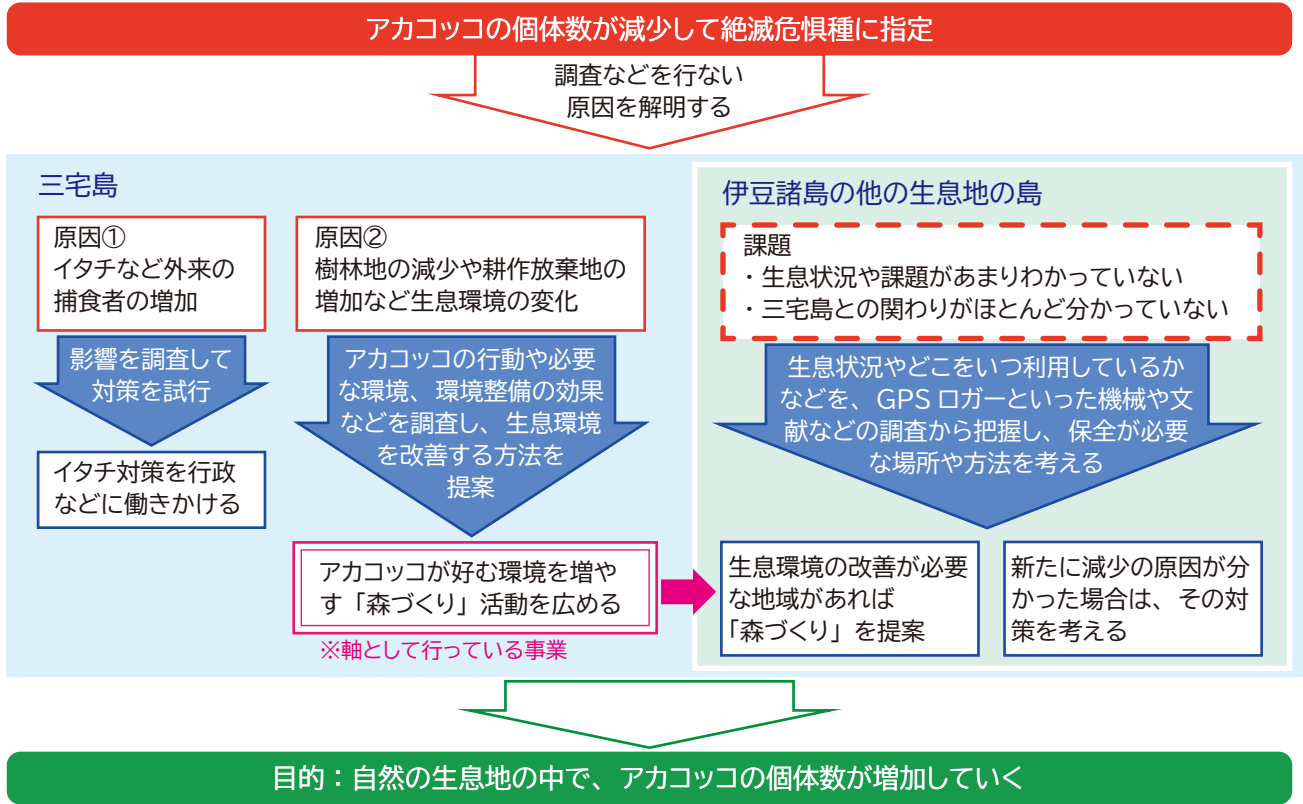 アカコッコの個体数が減少して絶滅危惧種に指定
調査などを行ない
原因を解明する
三宅島
原因①
イタチなど外来の
捕食者の増加
影響を調査して
対策を試行
イタチ対策を行政
などに働きかける
原因②
樹林地の減少や耕作放棄地の
増加など生息環境の変化
アカコッコの行動や必要
な環境、環境整備の効果
などを調査し、生息環境
を改善する方法を
提案
アカコッコが好む環境を増や
す「森づくり」活動を広める
※軸として行っている事業
伊豆諸島の他の生息地の島
課題
・生息状況や課題があまりわかっていない
・三宅島との関わりがほとんど分かっていない
生息状況やどこをいつ利用しているか
などを、GPSロガーといった機械や文
献などの調査から把握し、保全が必要
な場所や方法を考える
生息環境の改善が必要
な地域があれば
「森づくり」を提案
新たに減少の原因が分
かった場合は、その対
策を考える
目的：自然の生息地の中で、アカコッコの個体数が増加していく